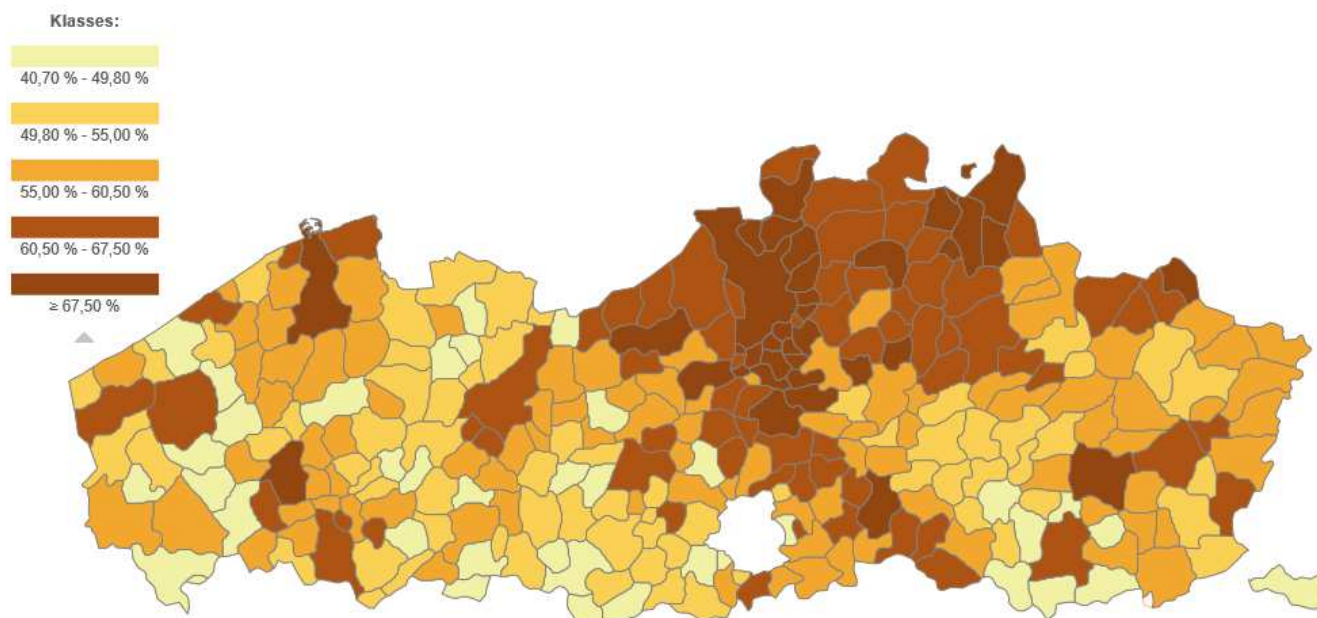 Klasses:
40,70 % - 49,80 %
49,80 % - 55,00 %
55,00 % - 60,50 %
60,50 % - 67,50 %
≥ 67,50 %